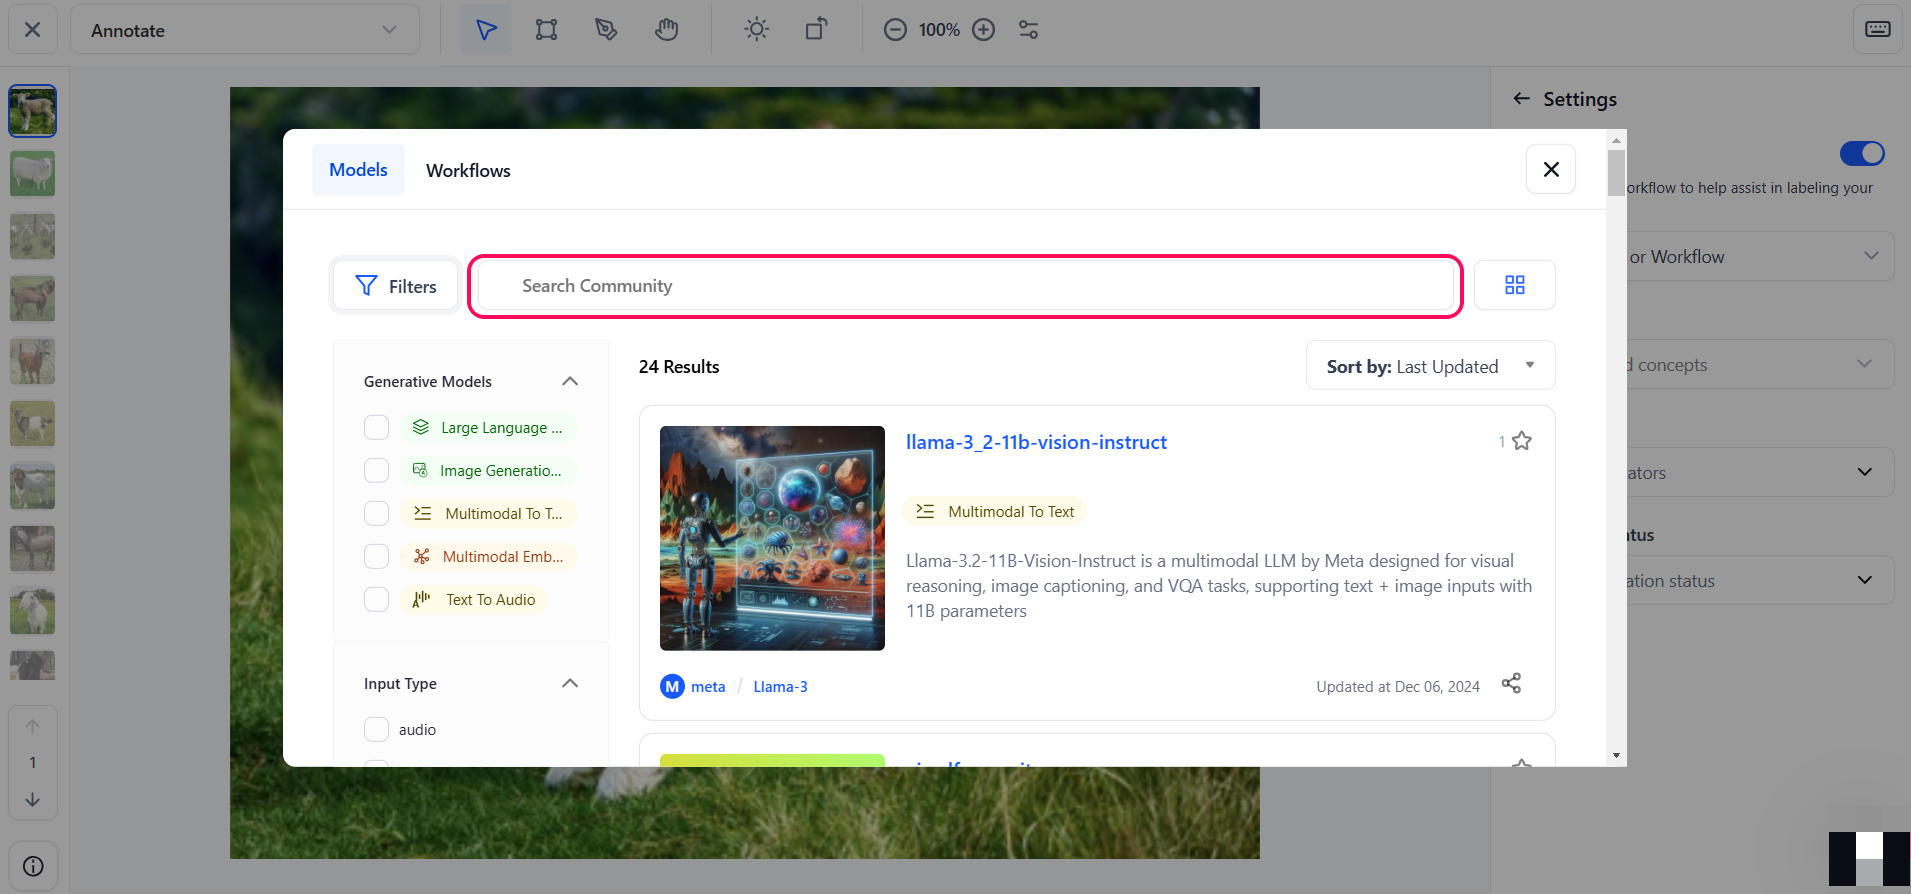 Annotate
100%
Settings
orkflow to help assist in labeling your
or Workflow
d concepts
ators
atus
ation status
1
Models
Workflows
Filters
Search Community
24 Results
Sort by: Last Updated
Generative Models
Large Language ...
Image Generatio...
Multimodal To T...
Multimodal Emb...
Text To Audio
Input Type
audio
llama-3_2-11b-vision-instruct
1
Multimodal To Text
Llama-3.2-11B-Vision-Instruct is a multimodal LLM by Meta designed for visual
reasoning, image captioning, and VQA tasks, supporting text + image inputs with
11B parameters
M meta / Llama-3
Updated at Dec 06, 2024